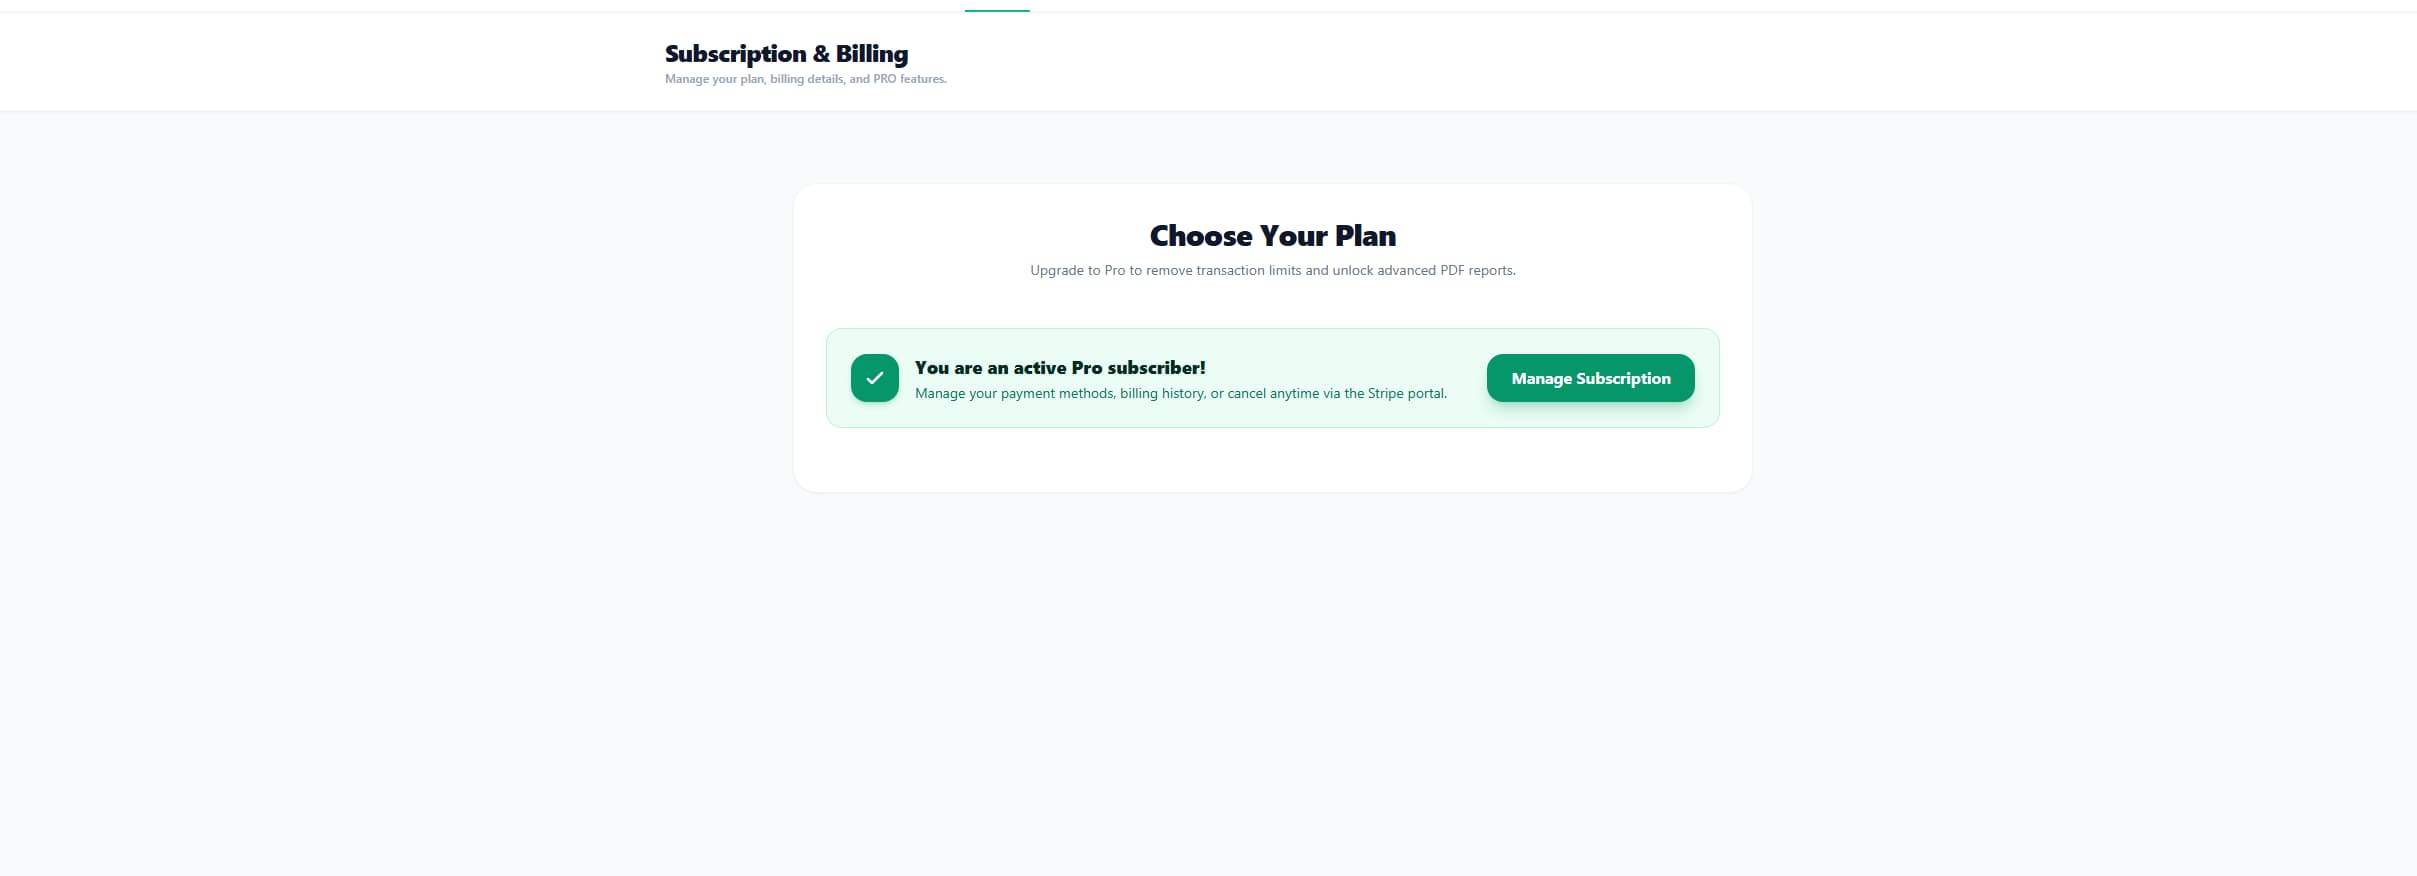 Subscription & Billing
Manage your plan, billing details, and PRO features.
Choose Your Plan
Upgrade to Pro to remove transaction limits and unlock advanced PDF reports.
You are an active Pro subscriber!
Manage your payment methods, billing history, or cancel anytime via the Stripe portal.
Manage Subscription